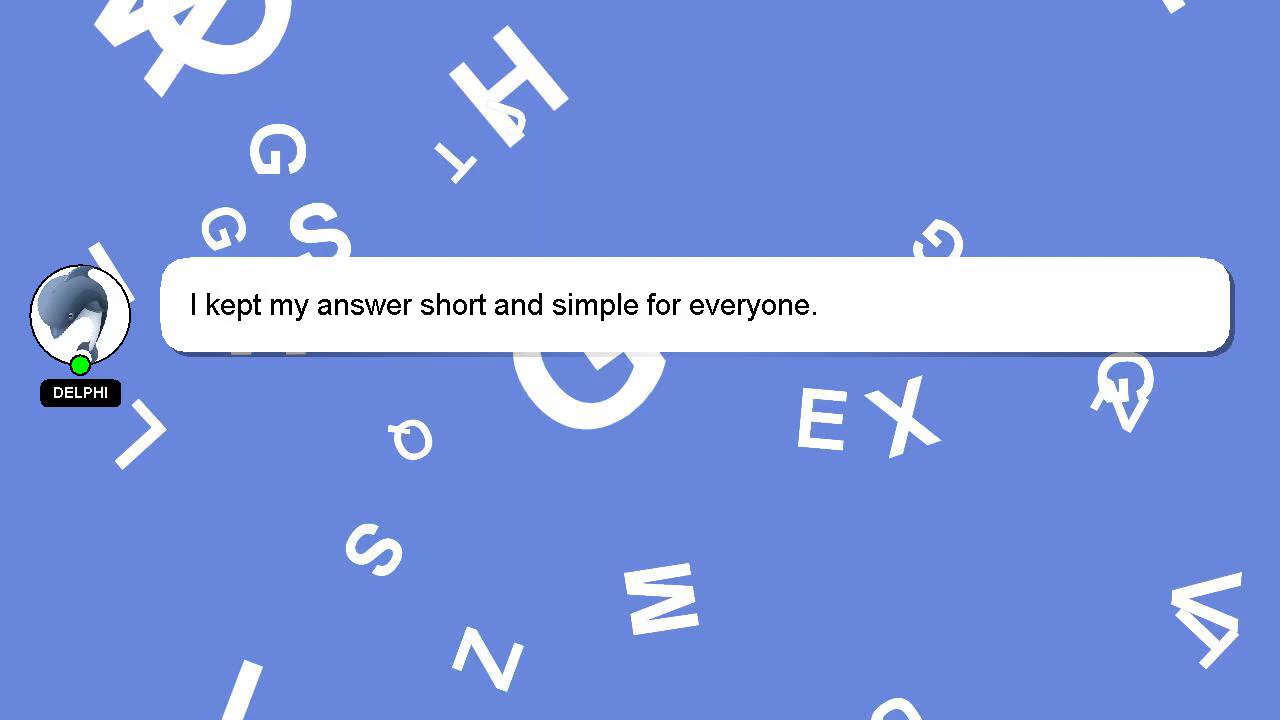 I kept my answer short and simple for everyone.
DELPHI
H
T
G
G
S
G
L
Q
G
E X
G
S
M
Z
V